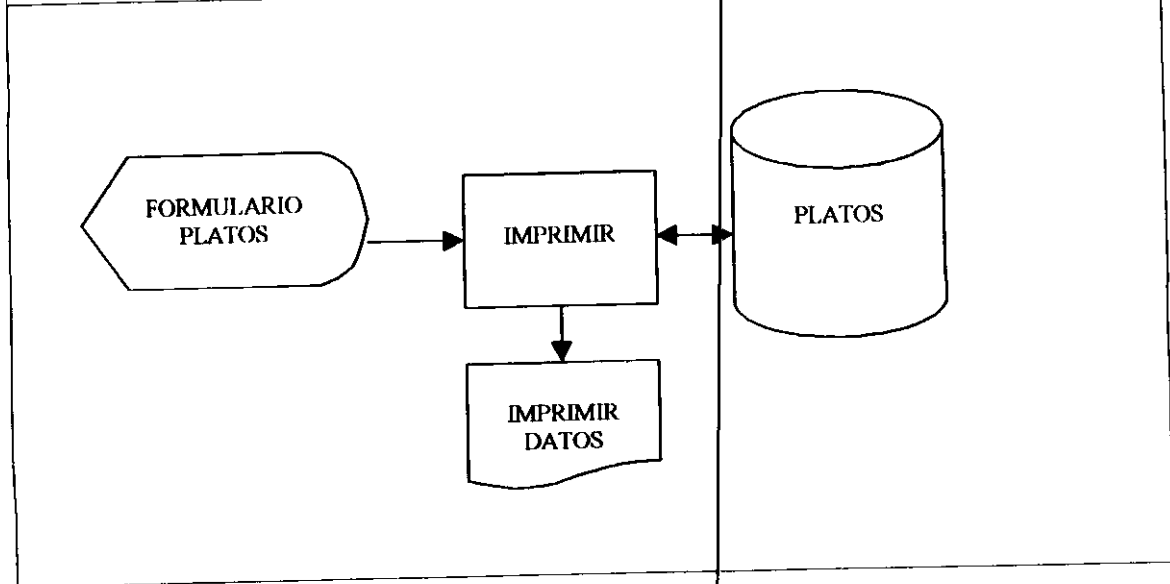 FORMULARIO
PLATOS
IMPRIMIR
PLATOS
IMPRIMIR
DATOS